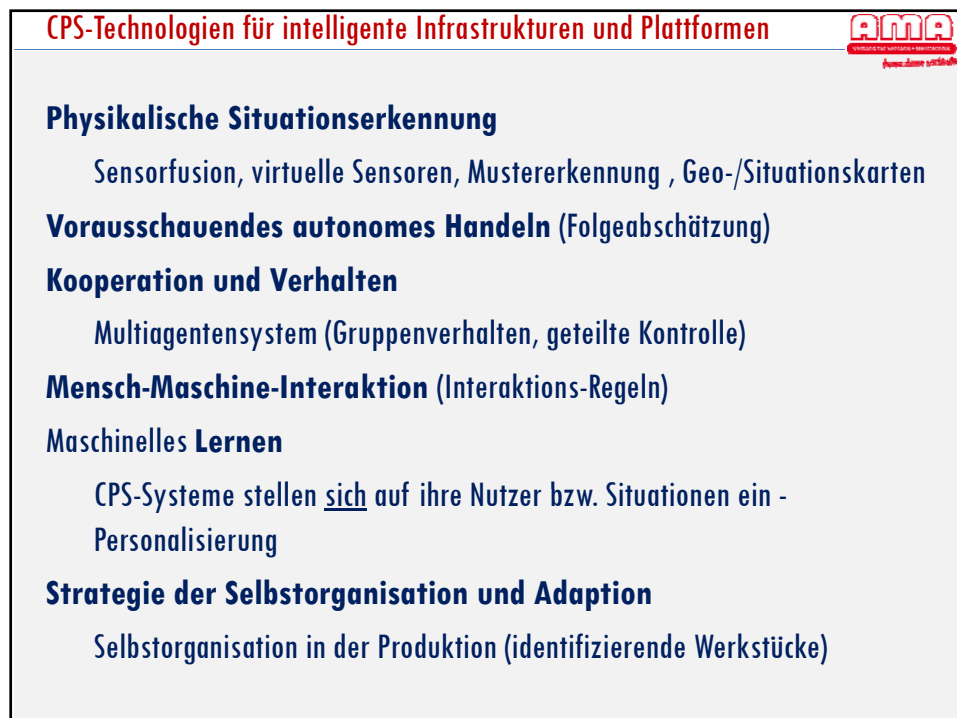 CPS-Technologien für intelligente Infrastrukturen und Plattformen
AMA
Physikalische Situationserkennung
Sensorfusion, virtuelle Sensoren, Mustererkennung , Geo-/Situationskarten
Vorausschauendes autonomes Handeln (Folgeabschätzung)
Kooperation und Verhalten
Multiagentensystem (Gruppenverhalten, geteilte Kontrolle)
Mensch-Maschine-Interaktion (Interaktions-Regeln)
Maschinelles Lernen
CPS-Systeme stellen sich auf ihre Nutzer bzw. Situationen ein -
Personalisierung
Strategie der Selbstorganisation und Adaption
Selbstorganisation in der Produktion (identifizierende Werkstücke)